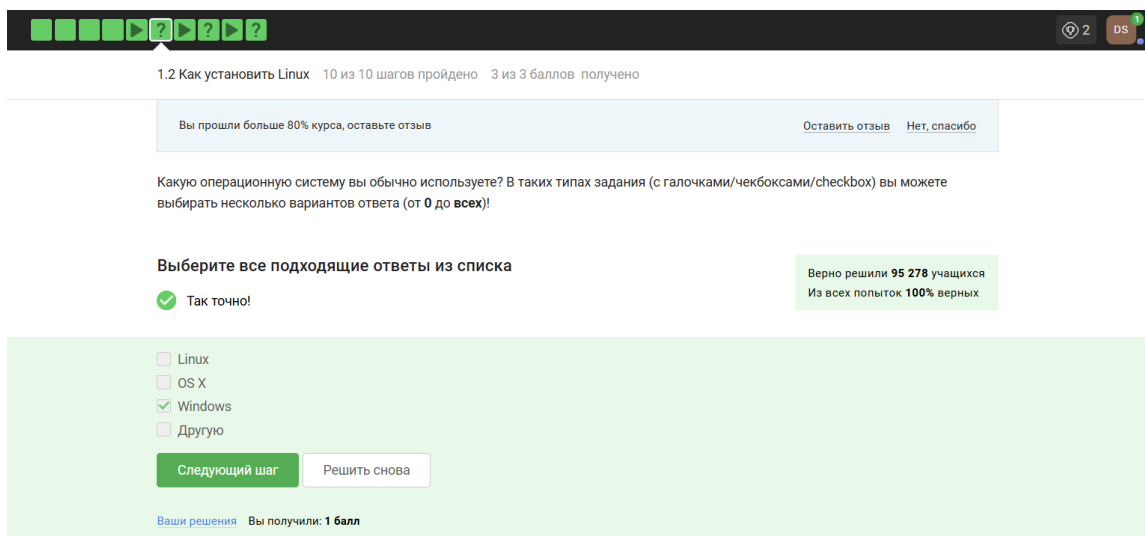 ? ? ? 2 DS 1
1.2 Как установить Linux 10 из 10 шагов пройдено 3 из 3 баллов получено
Вы прошли больше 80% курса, оставьте отзыв Оставить отзыв Нет, спасибо
Какую операционную систему вы обычно используете? В таких типах задания (с галочками/чекбоксами/checkbox) вы можете
выбирать несколько вариантов ответа (от 0 до всех)!
Выберите все подходящие ответы из списка
Так точно!
Верно решили 95 278 учащихся
Из всех попыток 100% верных
Linux
OS X
Windows
Другую
Следующий шаг Решить снова
Ваши решения Вы получили: 1 балл